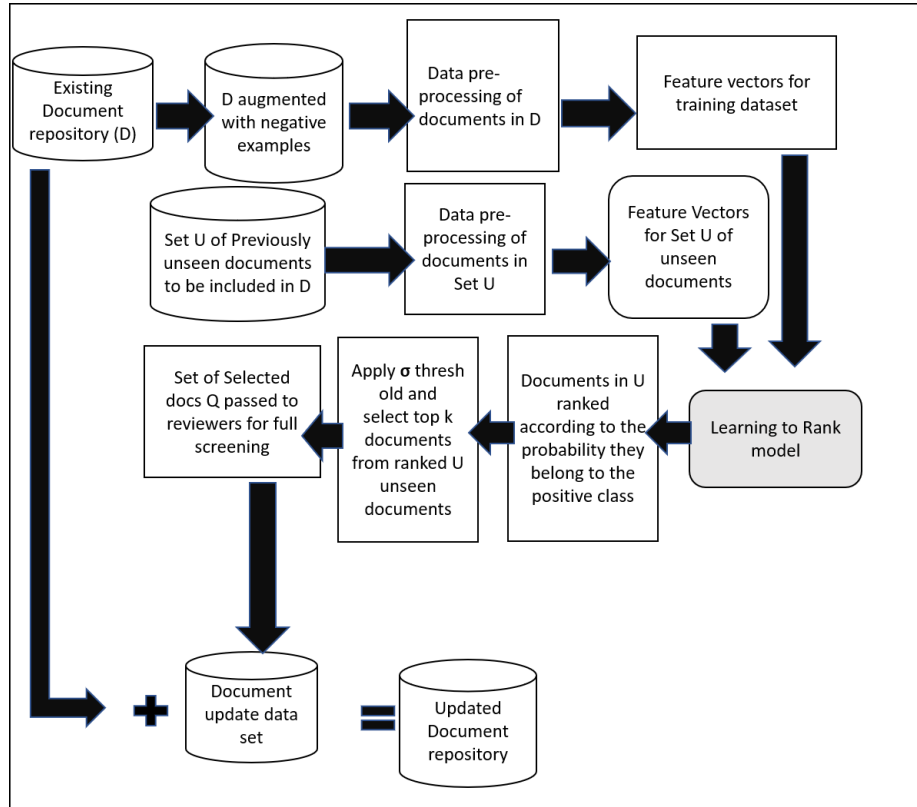 Existing
Document
repository (D)
D augmented
with negative
examples
Data pre-
processing of
documents in D
Feature vectors for
training dataset
Set U of Previously
unseen documents
to be included in D
Data pre-
processing of
documents in
Set U
Feature Vectors
for Set U of
unseen
documents
Set of Selected
docs Q passed to
reviewers for full
screening
Apply σ thresh
old and
select top k
documents
from ranked U
unseen
documents
Documents in U
ranked
according to the
probability they
belong to the
positive class
Learning to Rank
model
Document
update data
set
Updated
Document
repository